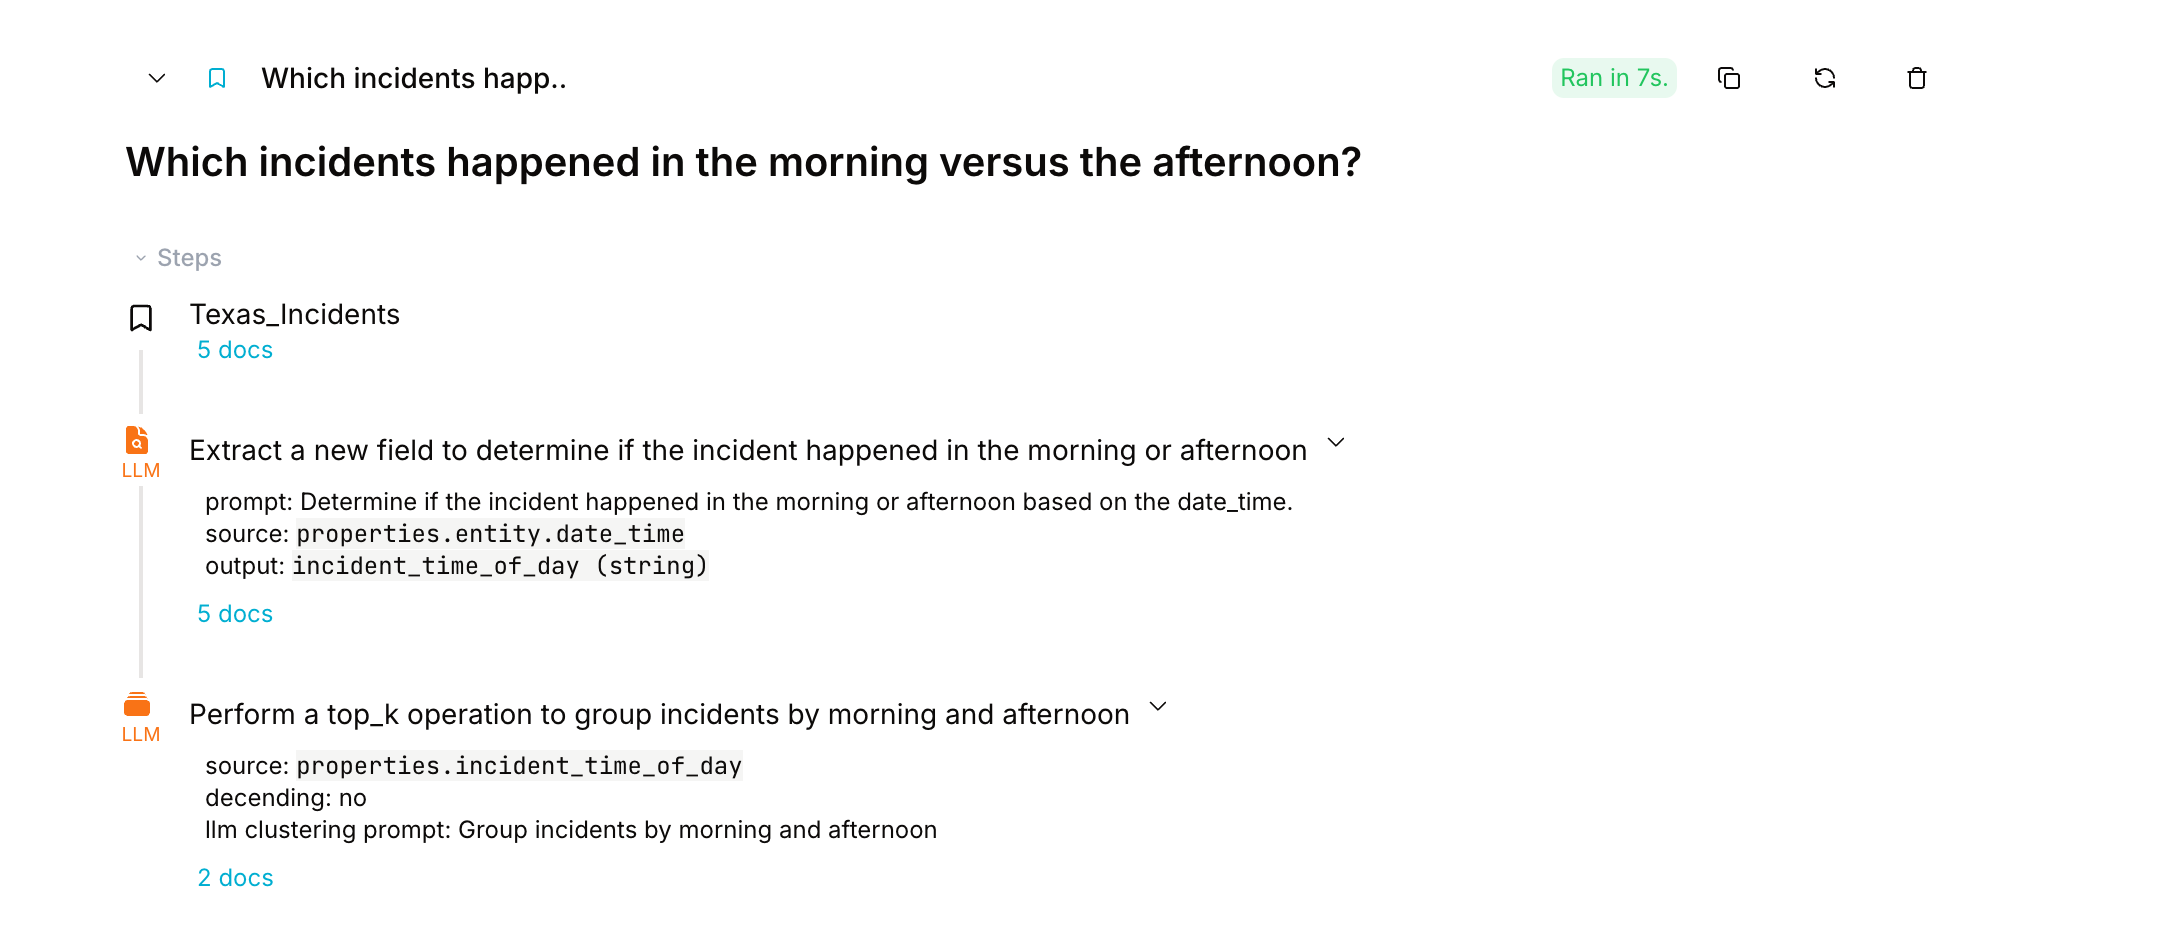 Which incidents happ..
Ran in 7s.
Which incidents happened in the morning versus the afternoon?
Steps
Texas_Incidents
5 docs
LLM
Extract a new field to determine if the incident happened in the morning or afternoon
prompt: Determine if the incident happened in the morning or afternoon based on the date_time.
source: properties.entity.date_time
output: incident_time_of_day (string)
5 docs
LLM
Perform a top_k operation to group incidents by morning and afternoon
source: properties.incident_time_of_day
decending: no
llm clustering prompt: Group incidents by morning and afternoon
2 docs